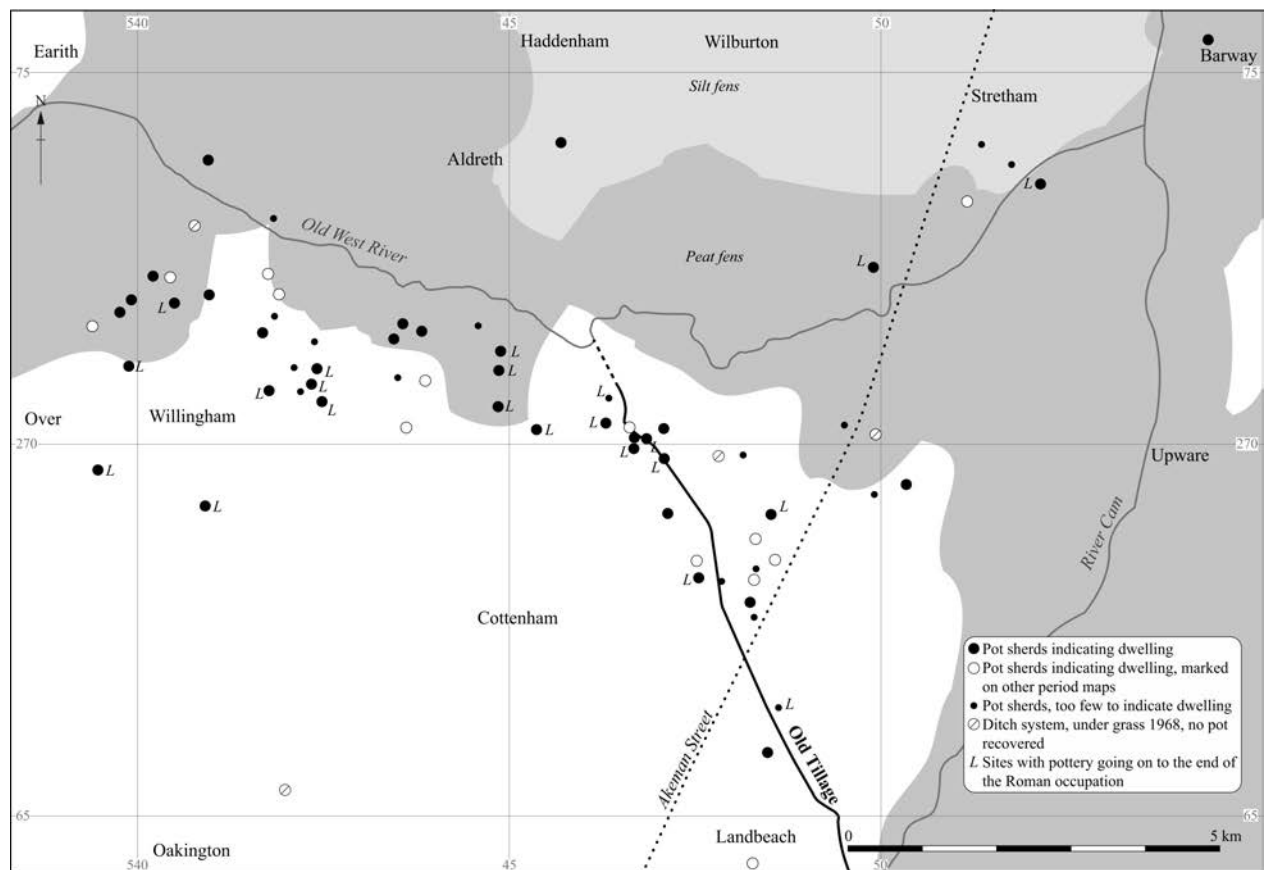 540
45
50
Earith
Haddenham
Wilburton
Barway
75
75
Silt fens
Stretham
N
Aldreth
L
Old West River
Peat fens
L
L
L
L
L
L
L
L
L
L
Over
Willingham
L
L
L
270
270
L
L
L
Upware
L
L
L
River Cam
L
Cottenham
L
Akeman Street
Old Tillage
Pot sherds indicating dwelling
Pot sherds indicating dwelling, marked
on other period maps
Pot sherds, too few to indicate dwelling
Ditch system, under grass 1968, no pot
recovered
L Sites with pottery going on to the end of
the Roman occupation
65
65
Landbeach
0
5 km
Oakington
540
45
50